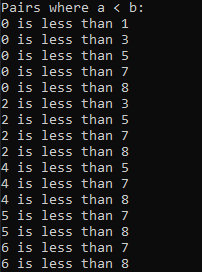 Pairs where a < b:
0 is less than 1
0 is less than 3
0 is less than 5
0 is less than 7
0 is less than 8
2 is less than 3
2 is less than 5
2 is less than 7
2 is less than 8
4 is less than 5
4 is less than 7
4 is less than 8
5 is less than 7
5 is less than 8
6 is less than 7
6 is less than 8